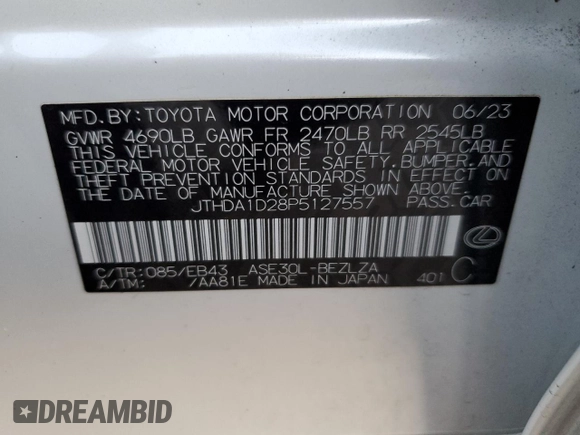 MFD. BY: TOYOTA MOTOR CORPORATION 06/23
GVWR 4690LB GAWR FR 2470LB RR 2545LB
THIS VEHICLE CONFORMS TO ALL APPLICABLE
FEDERAL MOTOR VEHICLE SAFETY, BUMPER, AND
THEFT PREVENTION STANDARDS IN EFFECT ON
THE DATE OF MANUFACTURE SHOWN ABOVE.
JTHDA1D28P5127557 PASS. CAR
C/TR: 085/EB43 ASE30L-BEZLZA
A/TM: /AA81E MADE IN JAPAN 401 C
DREAMBID